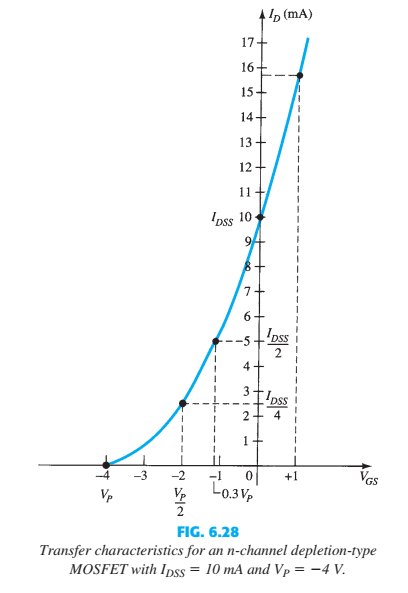 I_D (mA)
17
16
15
14
13
12
11
I_DSS 10
9
8
7
6
5 I_DSS/2
4
3
I_DSS/4
2
1
-4 -3 -2 -1 0 +1 V_GS
V_P V_P/2 -0.3 V_P
FIG. 6.28
Transfer characteristics for an n-channel depletion-type
MOSFET with I_DSS = 10 mA and V_P = −4 V.